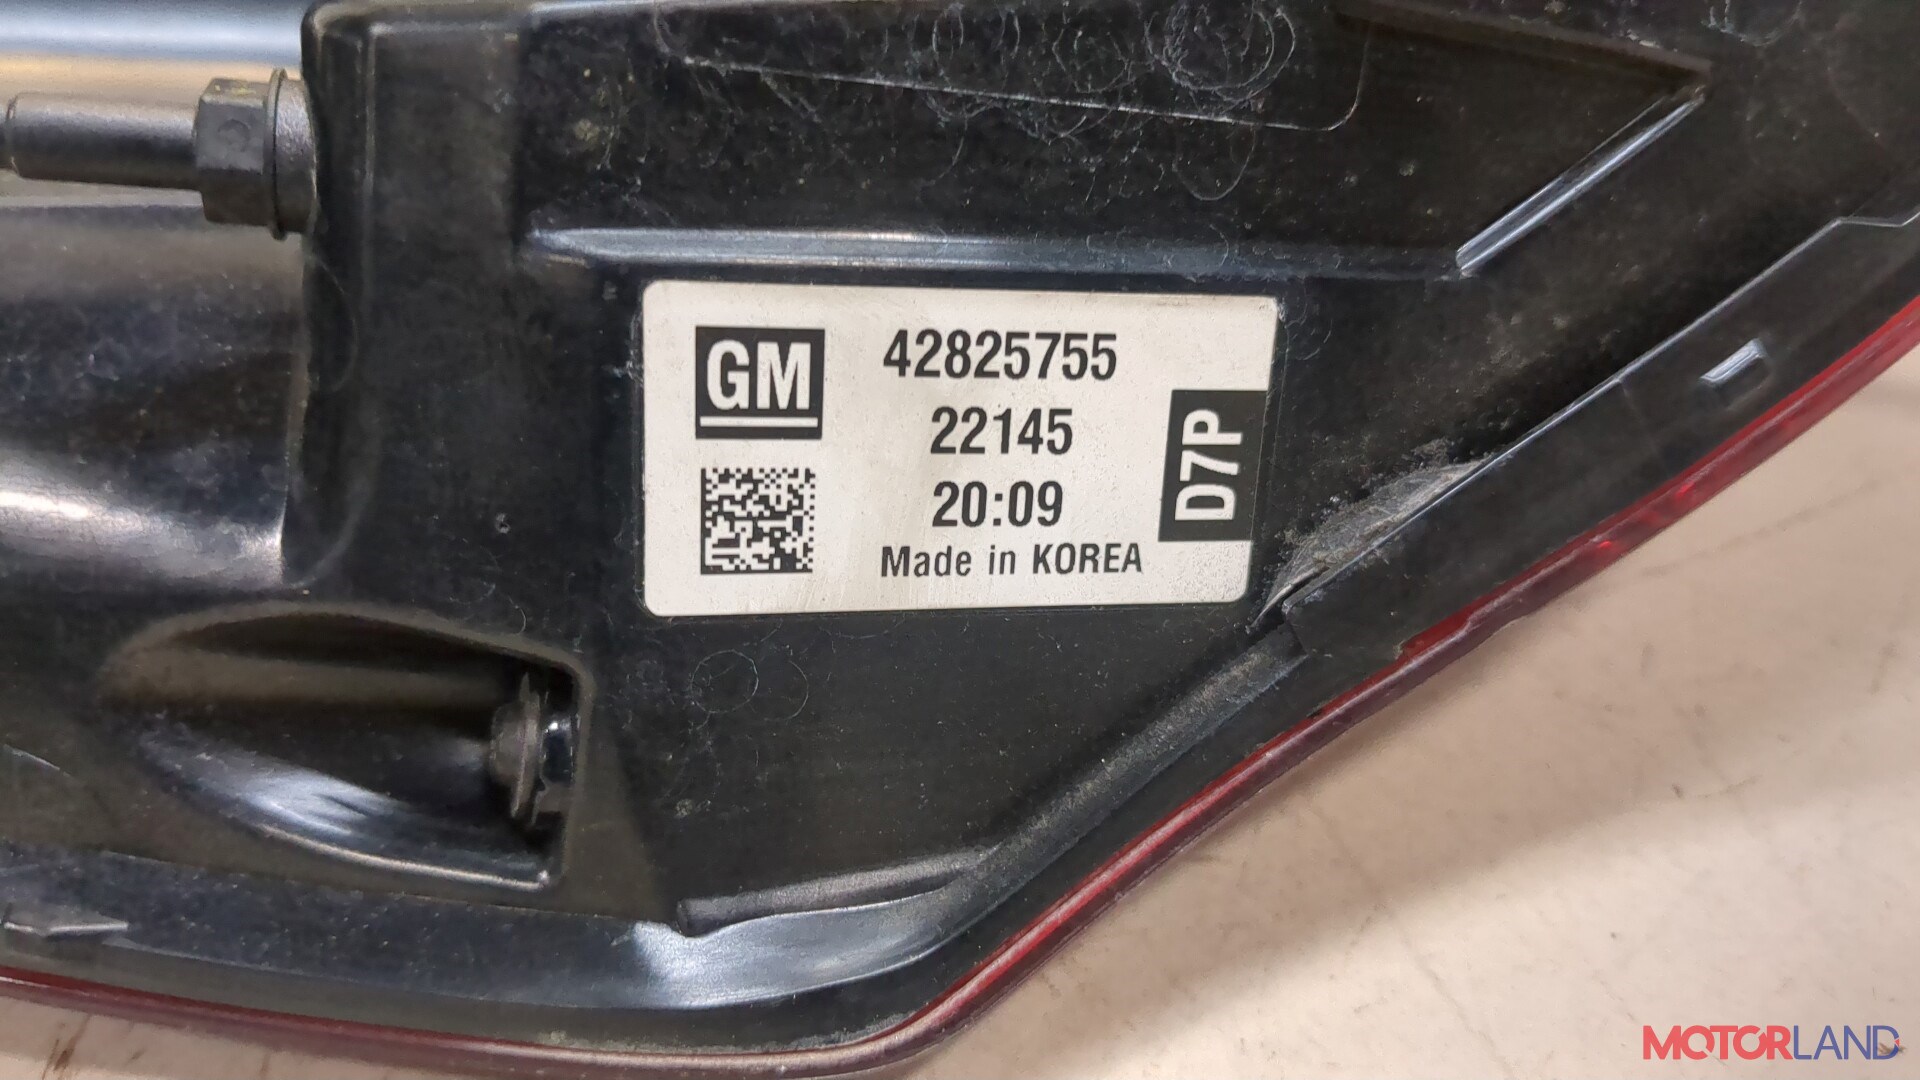 GM
42825755
22145
20:09
Made in KOREA
D7P
MOTORLAND